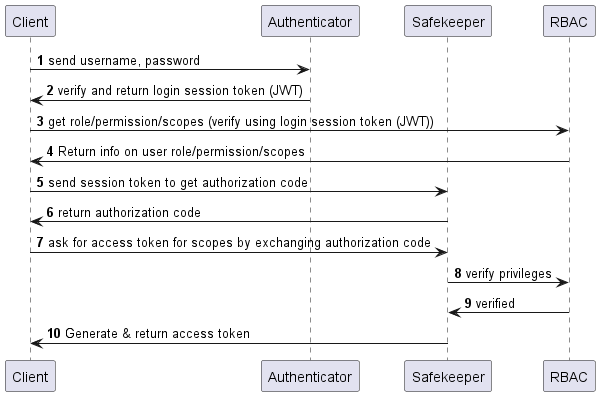 Client Authenticator Safekeeper RBAC
1 send username, password
2 verify and return login session token (JWT)
3 get role/permission/scopes (verify using login session token (JWT))
4 Return info on user role/permission/scopes
5 send session token to get authorization code
6 return authorization code
7 ask for access token for scopes by exchanging authorization code
8 verify privileges
9 verified
10 Generate & return access token
Client Authenticator Safekeeper RBAC